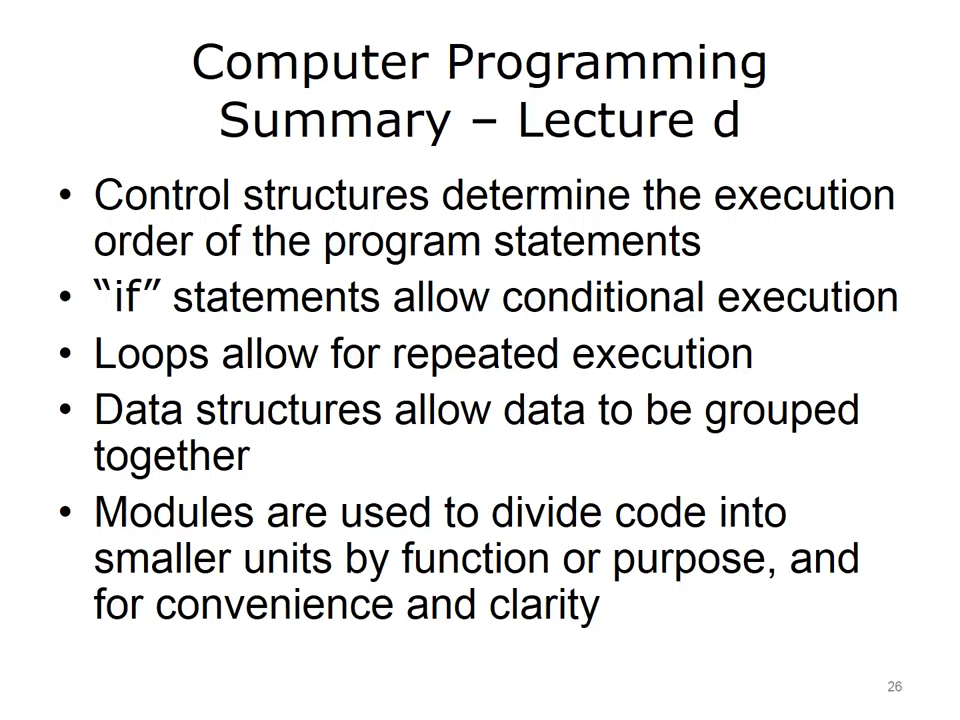 Computer Programming
Summary – Lecture d
• Control structures determine the execution
order of the program statements
• “if” statements allow conditional execution
• Loops allow for repeated execution
• Data structures allow data to be grouped
together
• Modules are used to divide code into
smaller units by function or purpose, and
for convenience and clarity
26